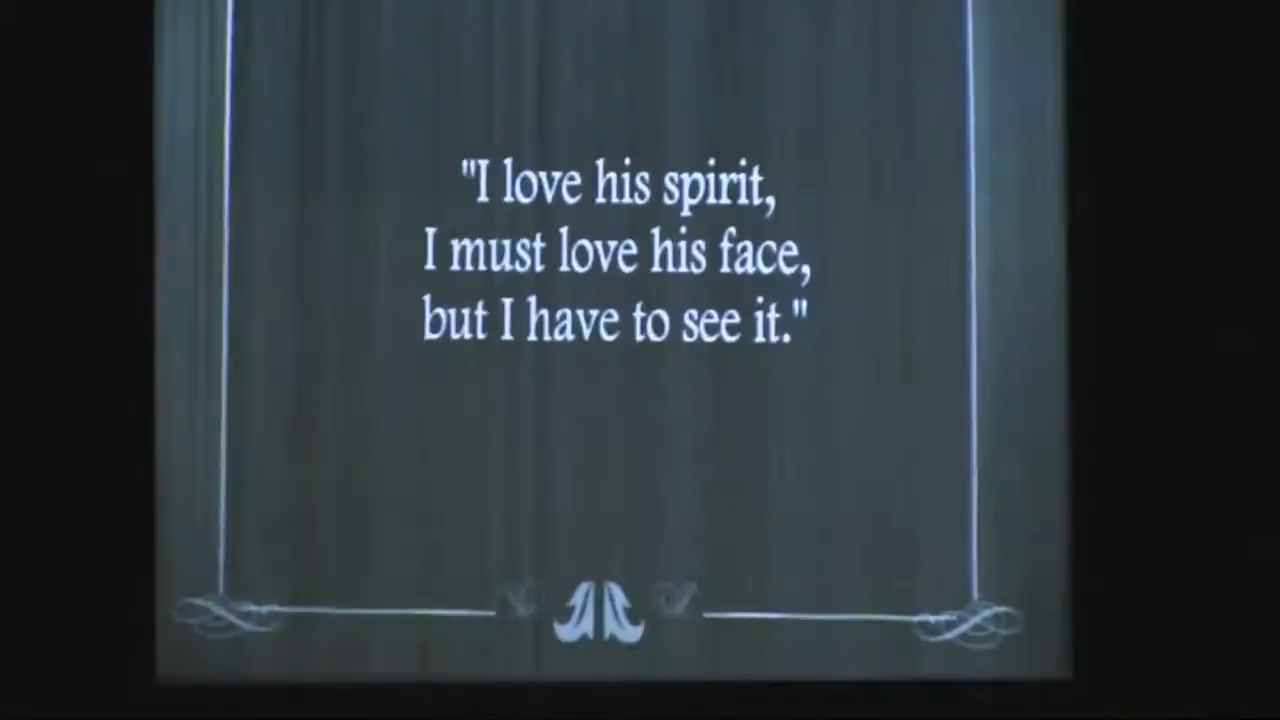 "I love his spirit,
I must love his face,
but I have to see it."